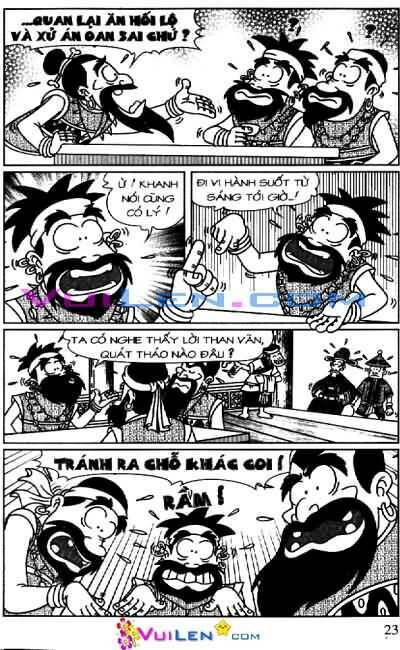 ...QUAN LẠI ĂN HỐI LỘ
VÀ XỬ ÁN OAN SAI CHỨ ?
?
?
Ừ ! KHANH
NÓI CŨNG
CÓ LÝ !
ĐI VI HÀNH SUỐT TỪ
SÁNG TỚI GIỜ...!
VUILEN.COM
TA CÓ NGHE THẤY LỜI THAN VÃN,
QUÁT THÁO NÀO ĐÂU ?
TRÁNH RA CHỖ KHÁC COI !
RẦM !
23
VUILEN.COM